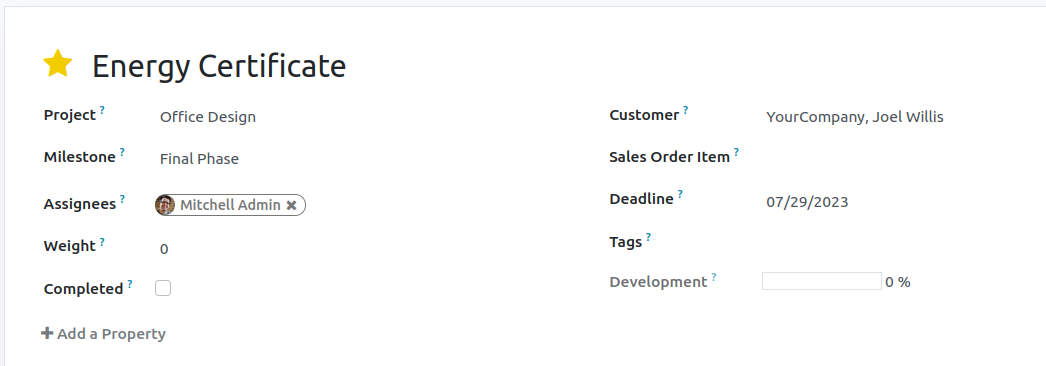 Energy Certificate
Project ? Office Design
Customer ? YourCompany, Joel Willis
Milestone ? Final Phase
Sales Order Item ?
Assignees ? Mitchell Admin ✖
Deadline ? 07/29/2023
Weight ? 0
Tags ?
Completed ?
Development ? 0 %
+ Add a Property